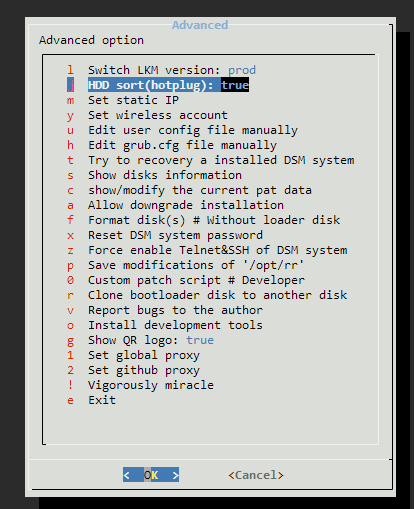 Advanced
Advanced option
l Switch LKM version: prod
HDD sort(hotplug): true
m Set static IP
y Set wireless account
u Edit user config file manually
h Edit grub.cfg file manually
t Try to recovery a installed DSM system
s Show disks information
c show/modify the current pat data
a Allow downgrade installation
f Format disk(s) # Without loader disk
x Reset DSM system password
z Force enable Telnet&SSH of DSM system
p Save modifications of '/opt/rr'
0 Custom patch script # Developer
r Clone bootloader disk to another disk
v Report bugs to the author
o Install development tools
g Show QR logo: true
1 Set global proxy
2 Set github proxy
! Vigorously miracle
e Exit
< OK > <Cancel>